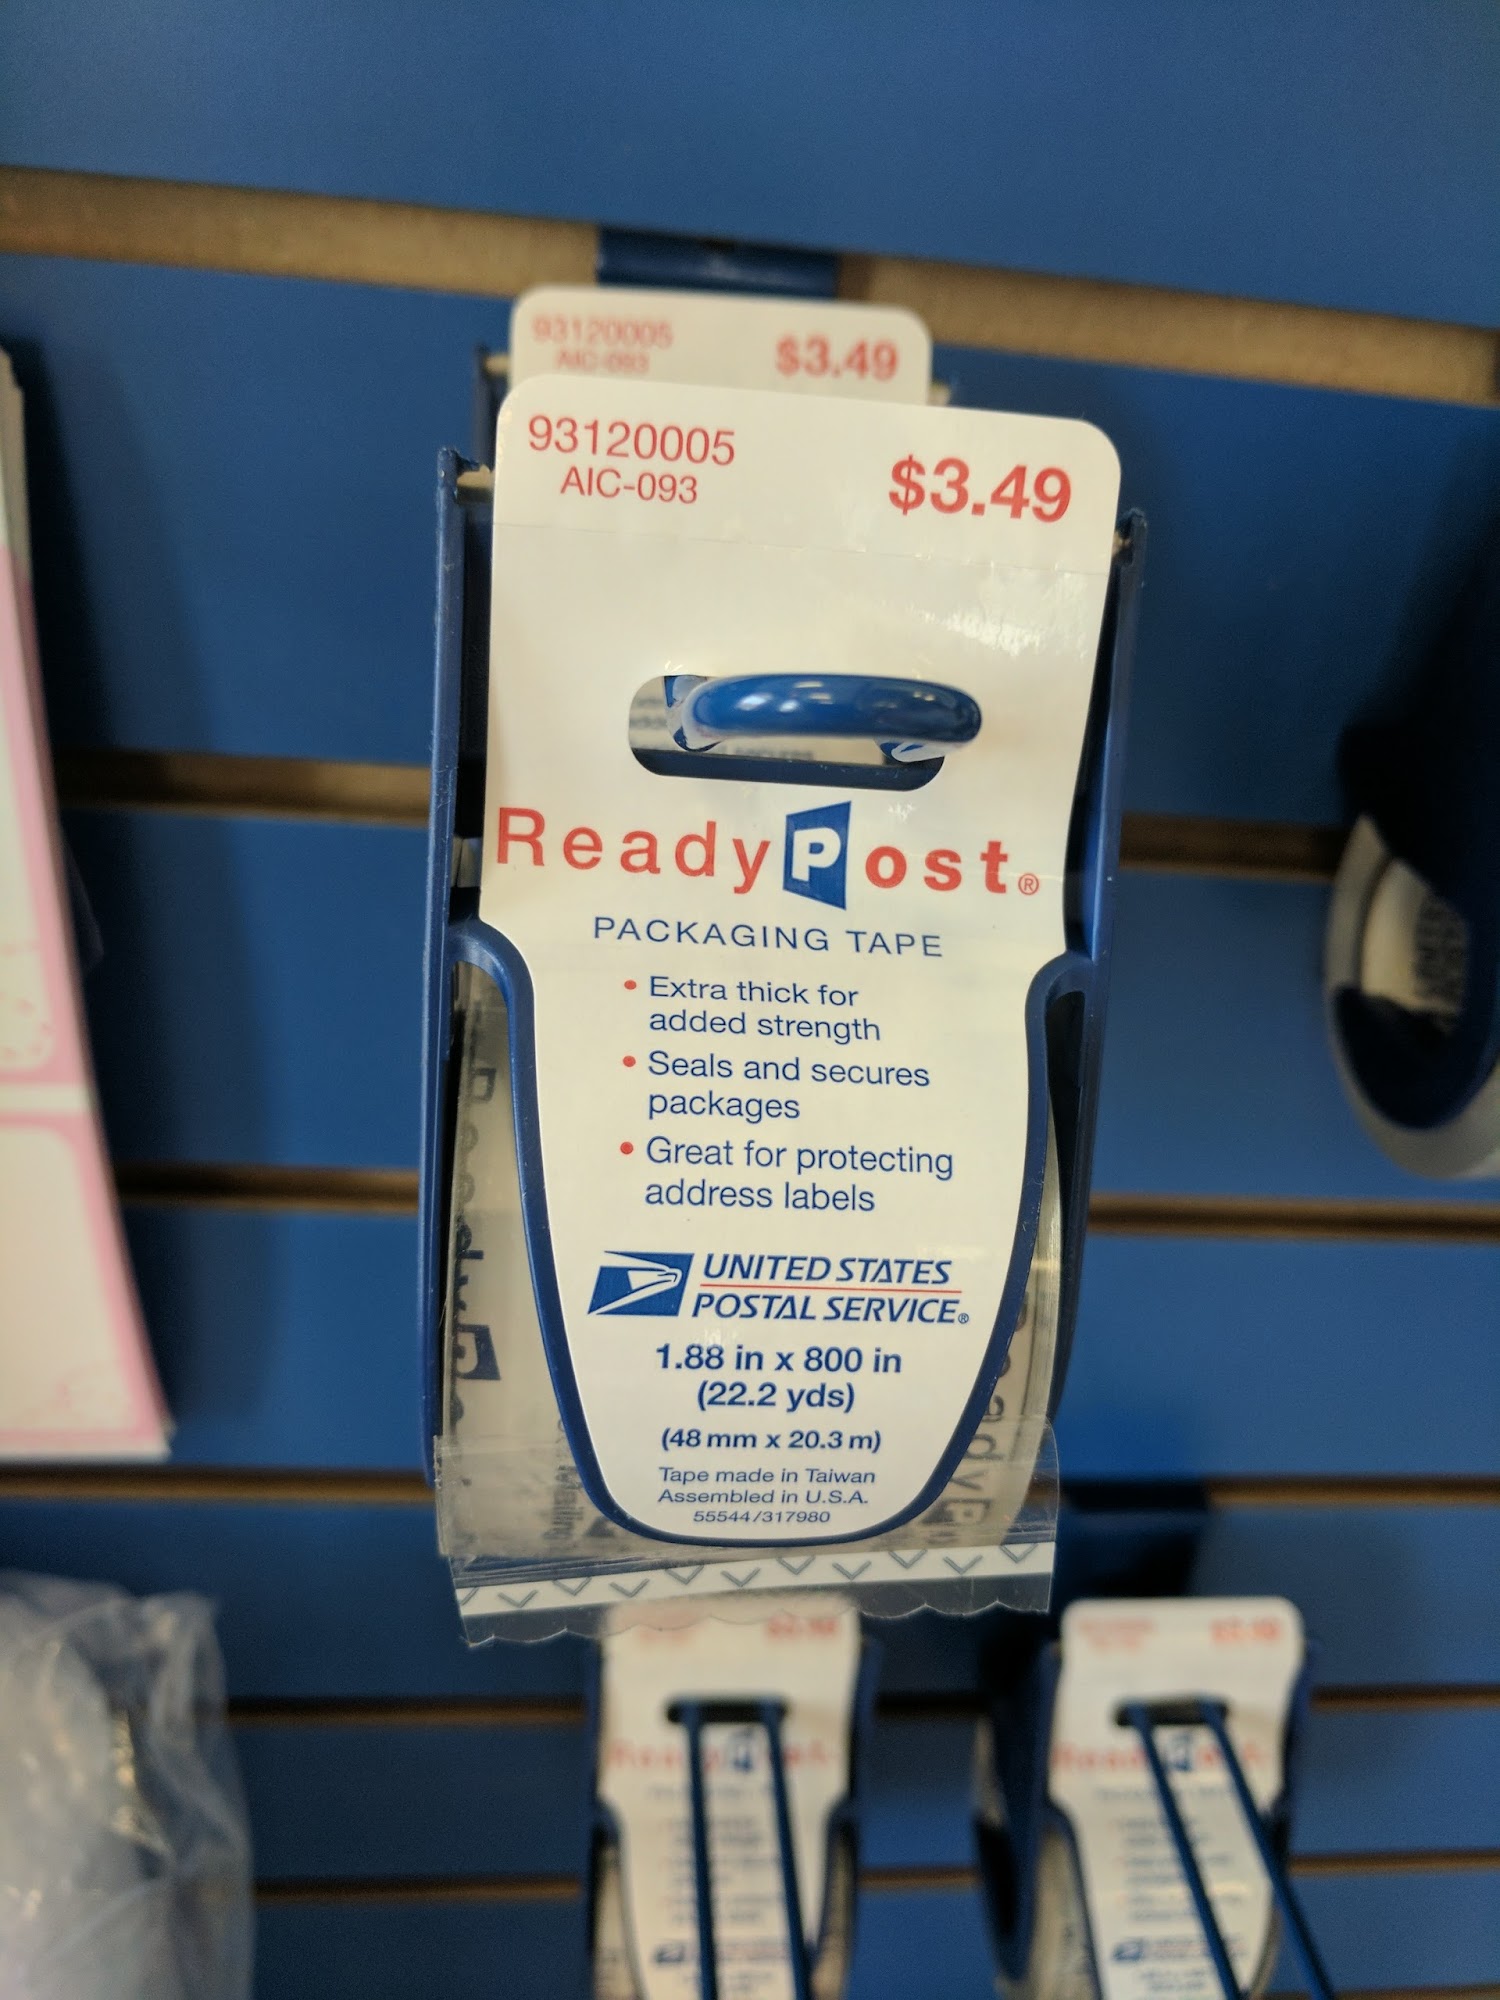 93120005
AIC-093
$3.49
93120005
AIC-093
$3.49
ReadyPost®
PACKAGING TAPE
• Extra thick for
added strength
• Seals and secures
packages
• Great for protecting
address labels
UNITED STATES
POSTAL SERVICE®
1.88 in x 800 in
(22.2 yds)
(48 mm x 20.3 m)
Tape made in Taiwan
Assembled in U.S.A.
55544/317980